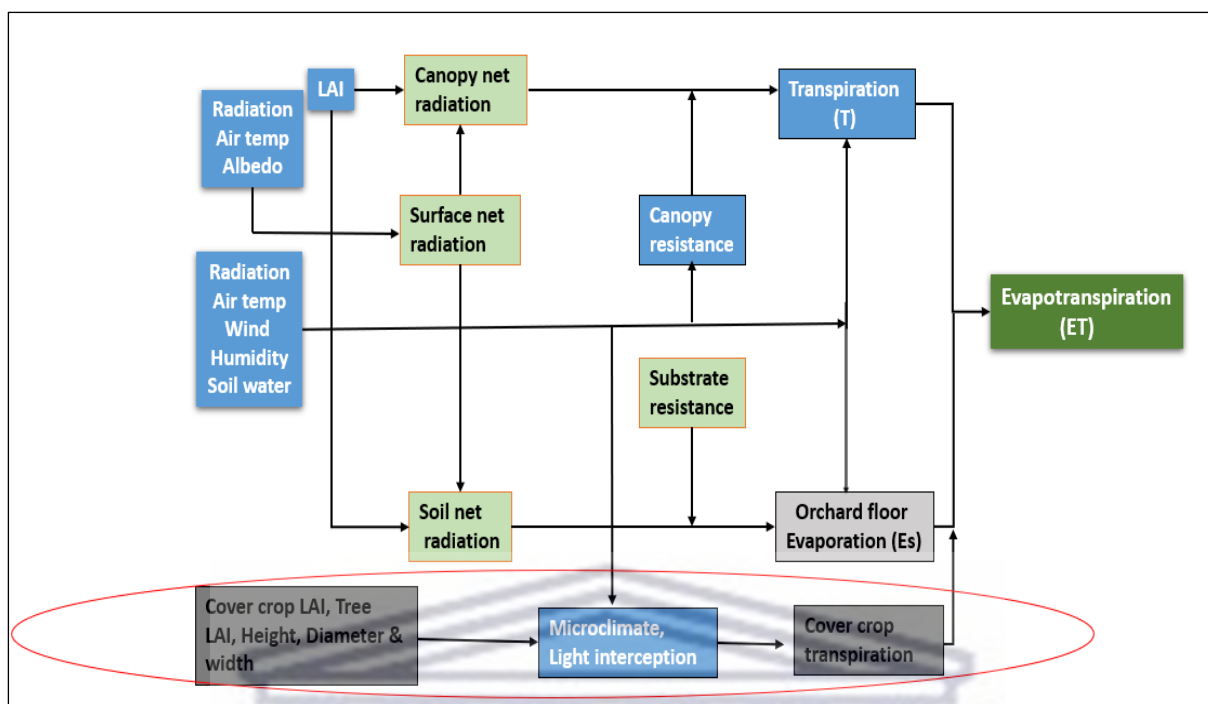 LAI
Canopy net
radiation
Transpiration
(T)
Radiation
Air temp
Albedo
Surface net
radiation
Canopy
resistance
Radiation
Air temp
Wind
Humidity
Soil water
Evapotranspiration
(ET)
Substrate
resistance
Soil net
radiation
Orchard floor
Evaporation (Es)
Cover crop LAI, Tree
LAI, Height, Diameter &
width
Microclimate,
Light interception
Cover crop
transpiration